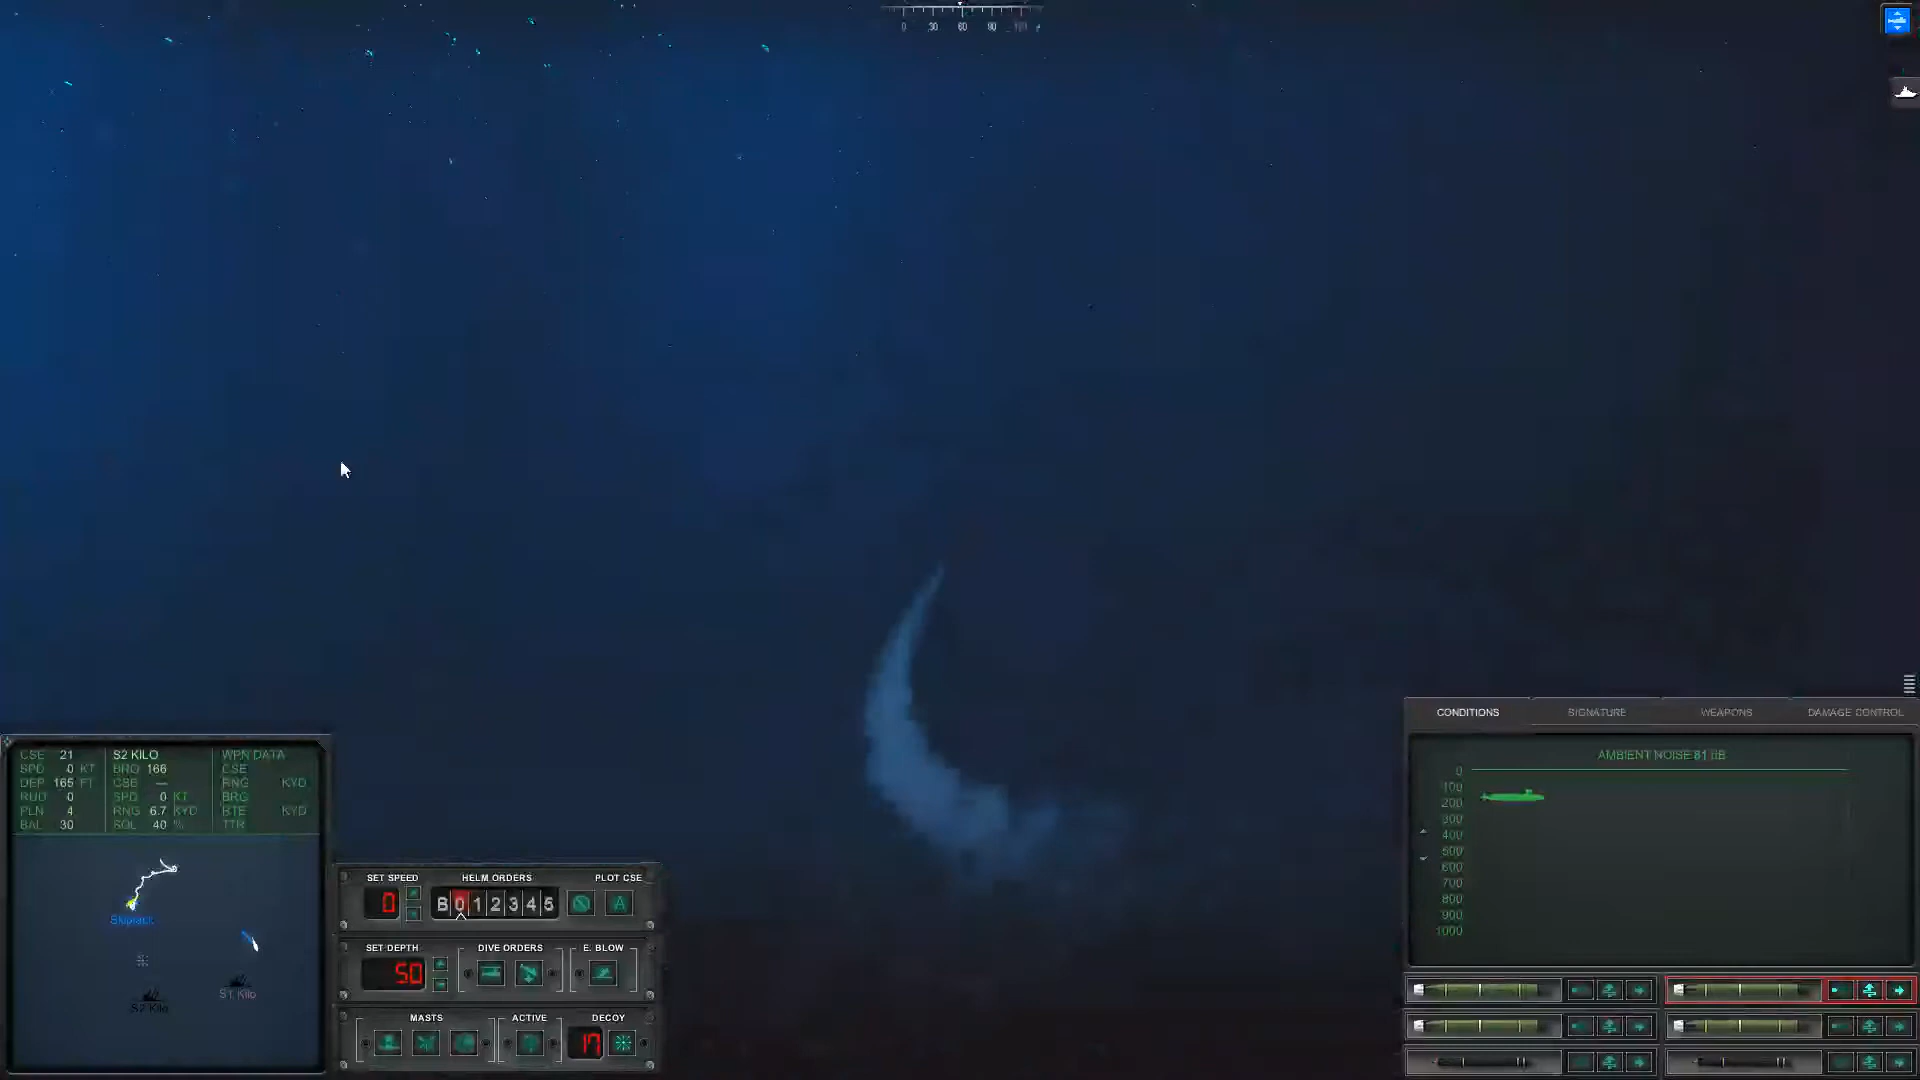 0 30 60 90
CONDITIONS SIGNATURE WEAPONS DAMAGE CONTROL
AMBIENT NOISE 81 dB
0
100
200
300
400
500
600
700
800
900
1000
CSE 21
SPD 0 KT
DEP 165 FT
RUD 0
PLN 4
BAL 30
S2 KILO
BRG 166
CSE —
SPD 0 KT
RNG 6.7 KYD
SOL 40 %
WPN DATA
CSE
RNG KYD
BRG
RTE KYD
TTR
Skipjack
S1 Kilo
S2 Kilo
SET SPEED HELM ORDERS PLOT CSE
0 B 0 1 2 3 4 5 A
SET DEPTH DIVE ORDERS E. BLOW
50
MASTS ACTIVE DECOY
17